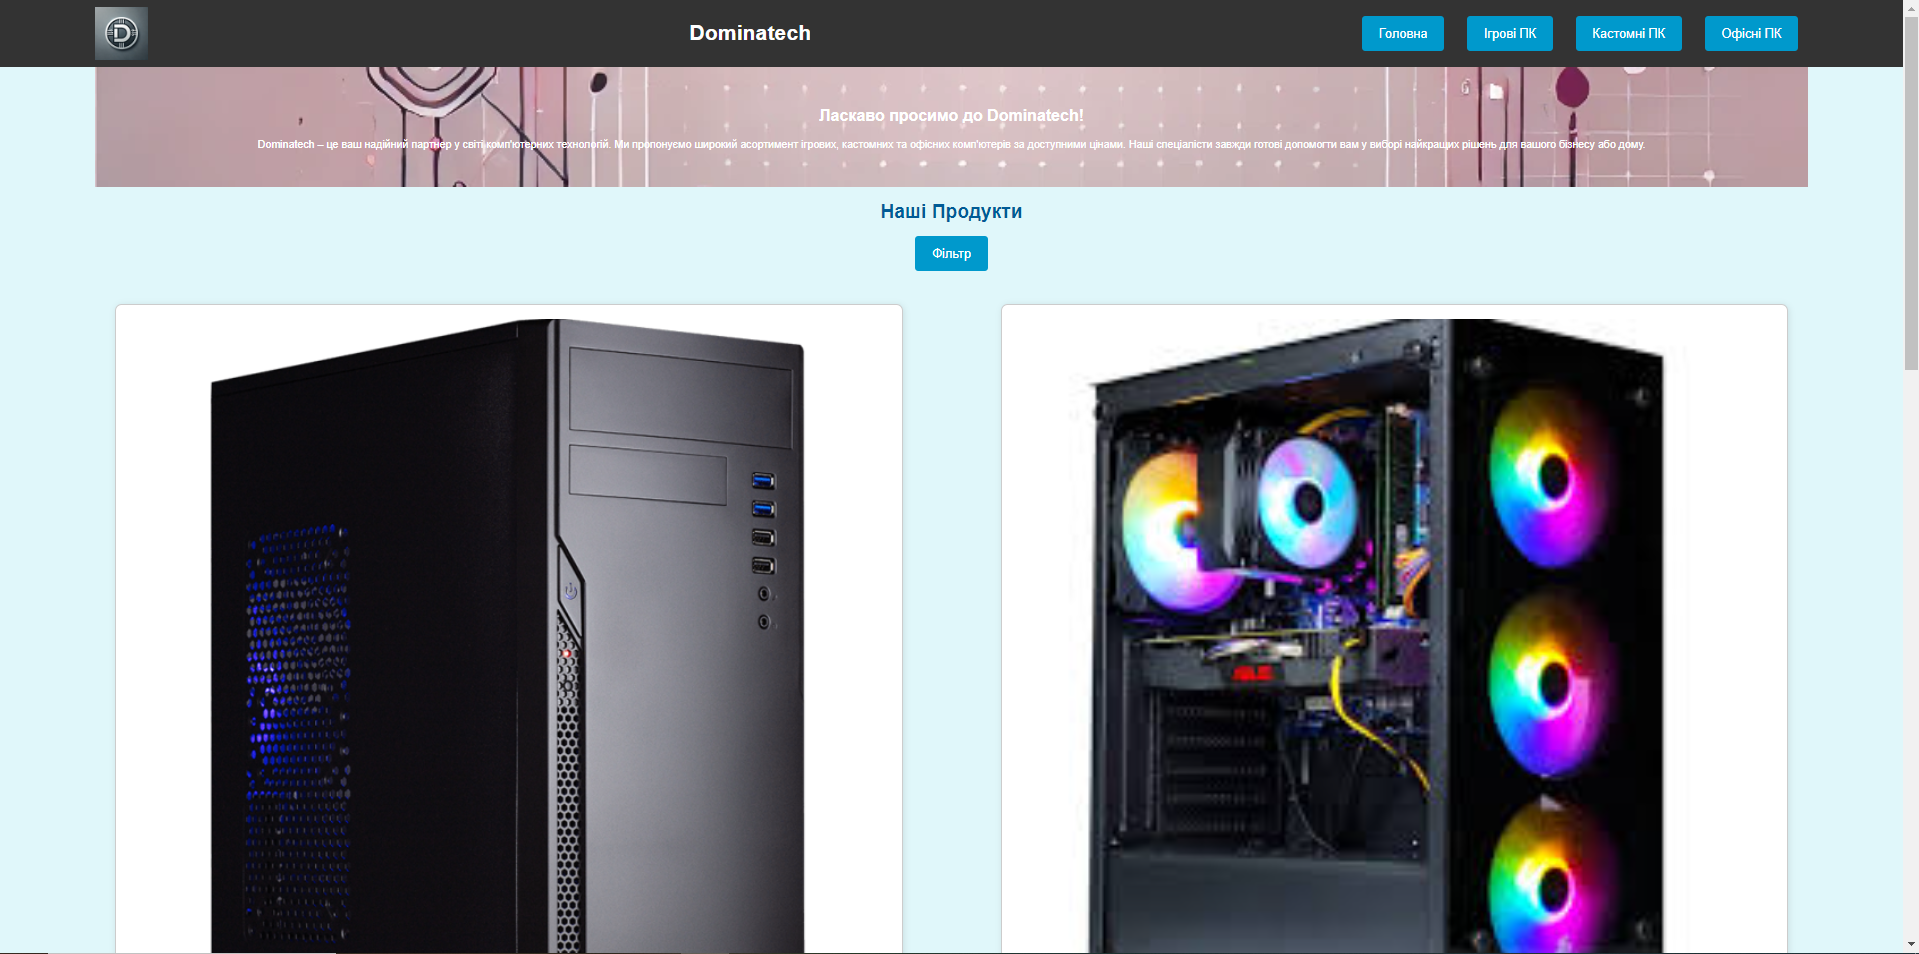 D
Dominatech
Головна
Ігрові ПК
Кастомні ПК
Офісні ПК
Ласкаво просимо до Dominatech!
Dominatech – це ваш надійний партнер у світі комп'ютерних технологій. Ми пропонуємо широкий асортимент ігрових, кастомних та офісних комп'ютерів за доступними цінами. Наші спеціалісти завжди готові допомогти вам у виборі найкращих рішень для вашого бізнесу або дому.
Наші Продукти
Фільтр